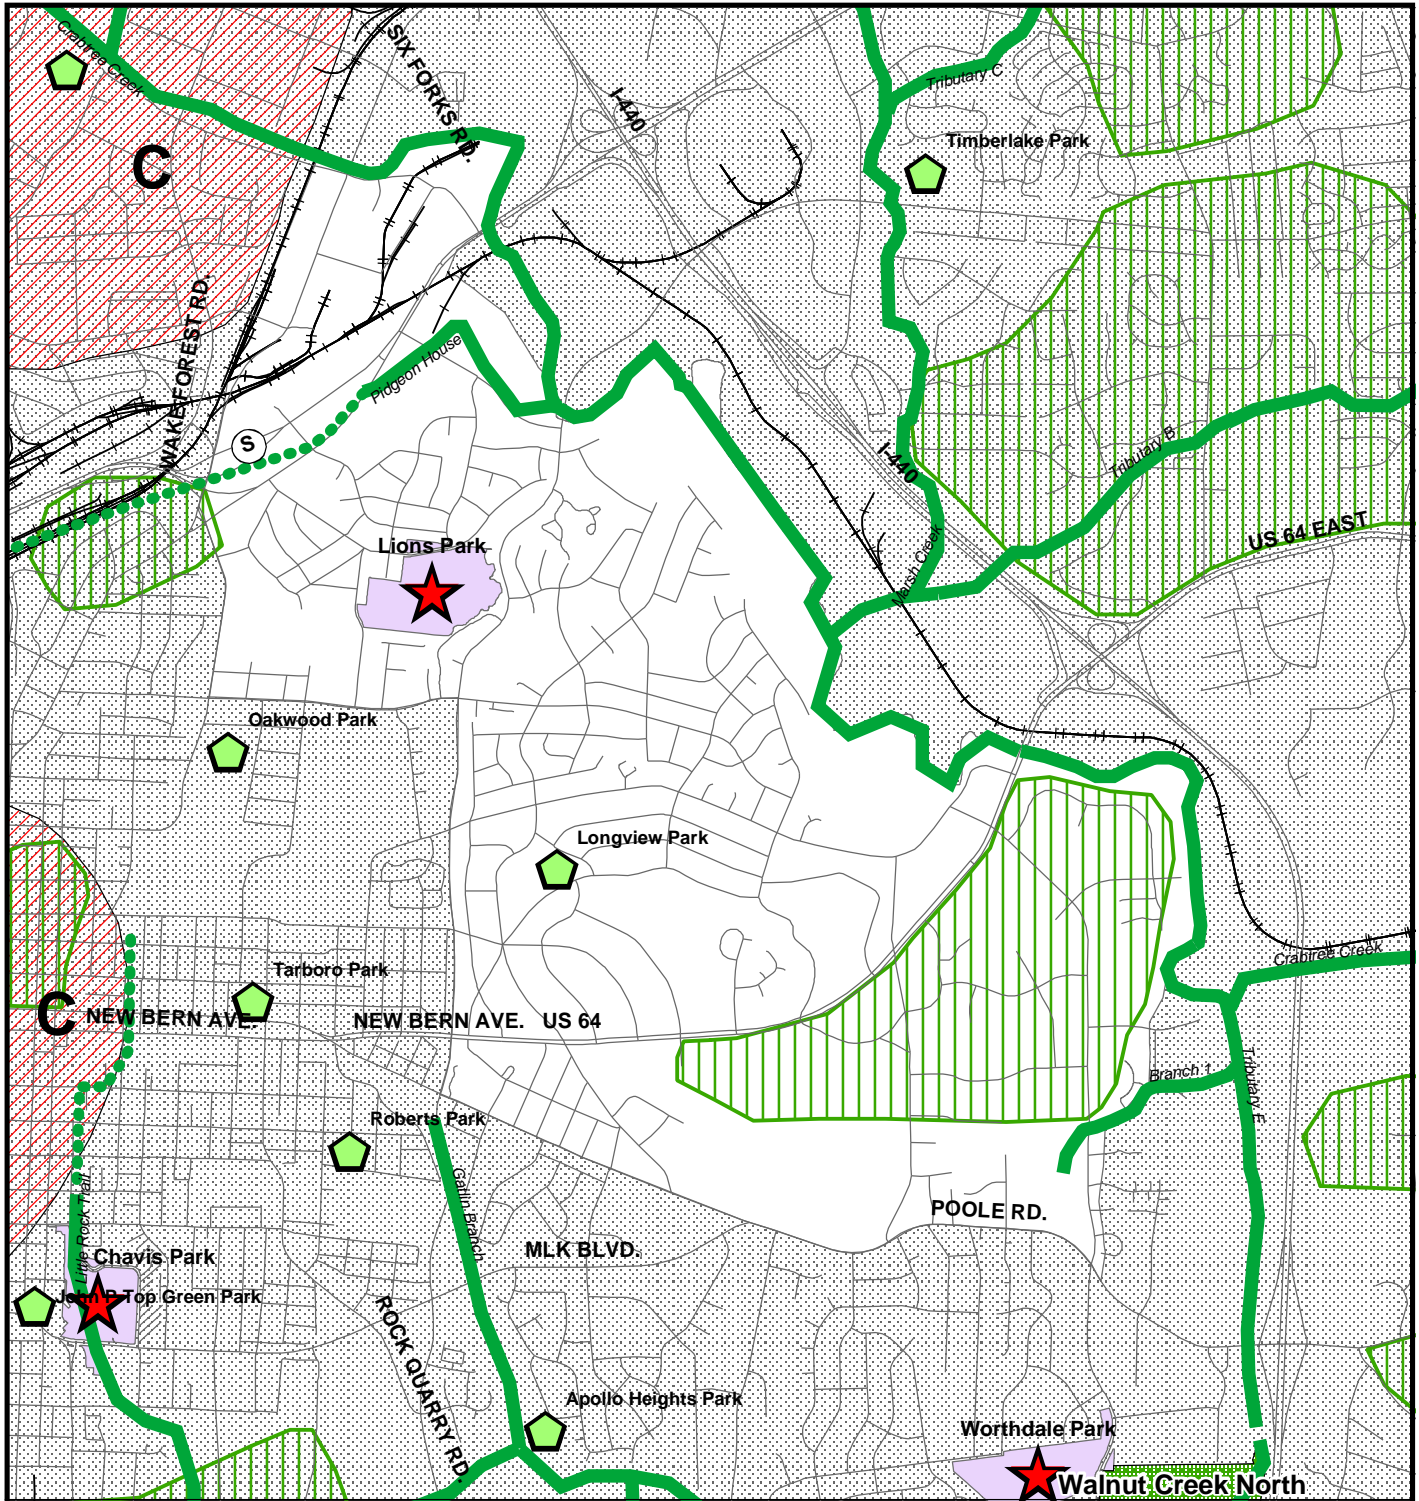 Crabtree Creek
SIX FORKS RD.
I-440
Tributary C
Timberlake Park
C
WAKE FOREST RD.
Pidgeon House
S
I-440
Tributary B
US 64 EAST
Marsh Creek
Lions Park
Oakwood Park
Longview Park
Tarboro Park
Crabtree Creek
C
NEW BERN AVE.
NEW BERN AVE. US 64
Branch 1
Tributary E
Roberts Park
Gatlin Branch
Little Rock Trail
POOLE RD.
MLK BLVD.
Chavis Park
John P Top Green Park
ROCK QUARRY RD.
Apollo Heights Park
Worthdale Park
Walnut Creek North